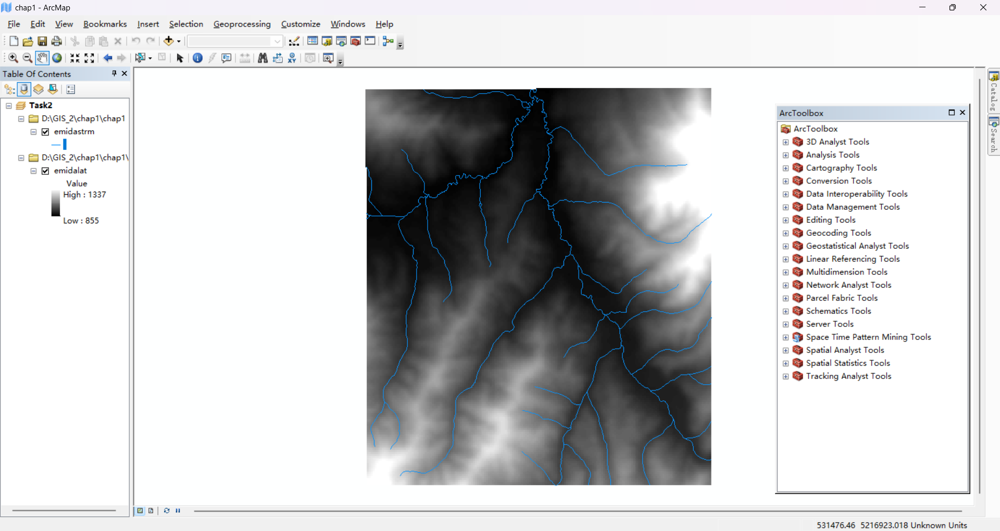 chap1 - ArcMap
File Edit View Bookmarks Insert Selection Geoprocessing Customize Windows Help
Table Of Contents
Task2
D:\GIS_2\chap1\chap1
emidastrm
D:\GIS_2\chap1\chap1\
emidalat
Value
High : 1337
Low : 855
ArcToolbox
ArcToolbox
3D Analyst Tools
Analysis Tools
Cartography Tools
Conversion Tools
Data Interoperability Tools
Data Management Tools
Editing Tools
Geocoding Tools
Geostatistical Analyst Tools
Linear Referencing Tools
Multidimension Tools
Network Analyst Tools
Parcel Fabric Tools
Schematics Tools
Server Tools
Space Time Pattern Mining Tools
Spatial Analyst Tools
Spatial Statistics Tools
Tracking Analyst Tools
Catalog
Search
531476.46 5216923.018 Unknown Units